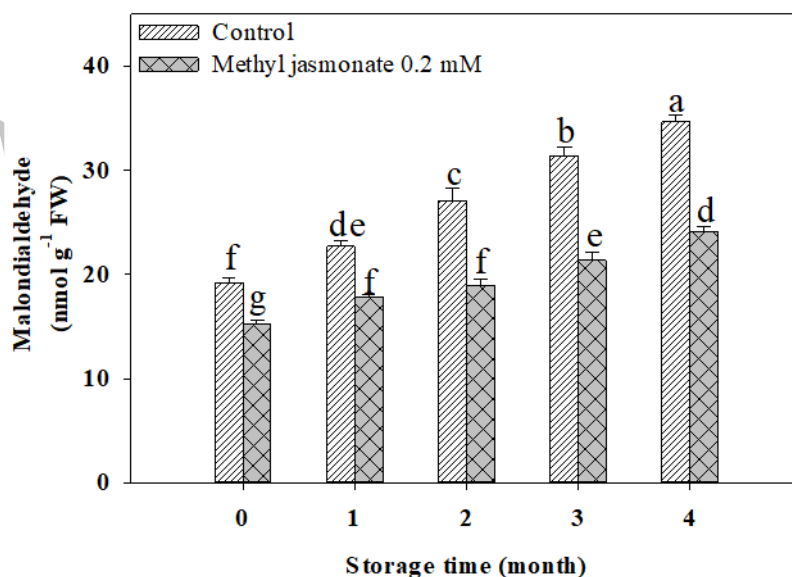 Control
Methyl jasmonate 0.2 mM
Malondialdehyde
(nmol g⁻¹ FW)
40
30
20
10
0
f
g
de
f
c
f
b
e
a
d
0 1 2 3 4
Storage time (month)